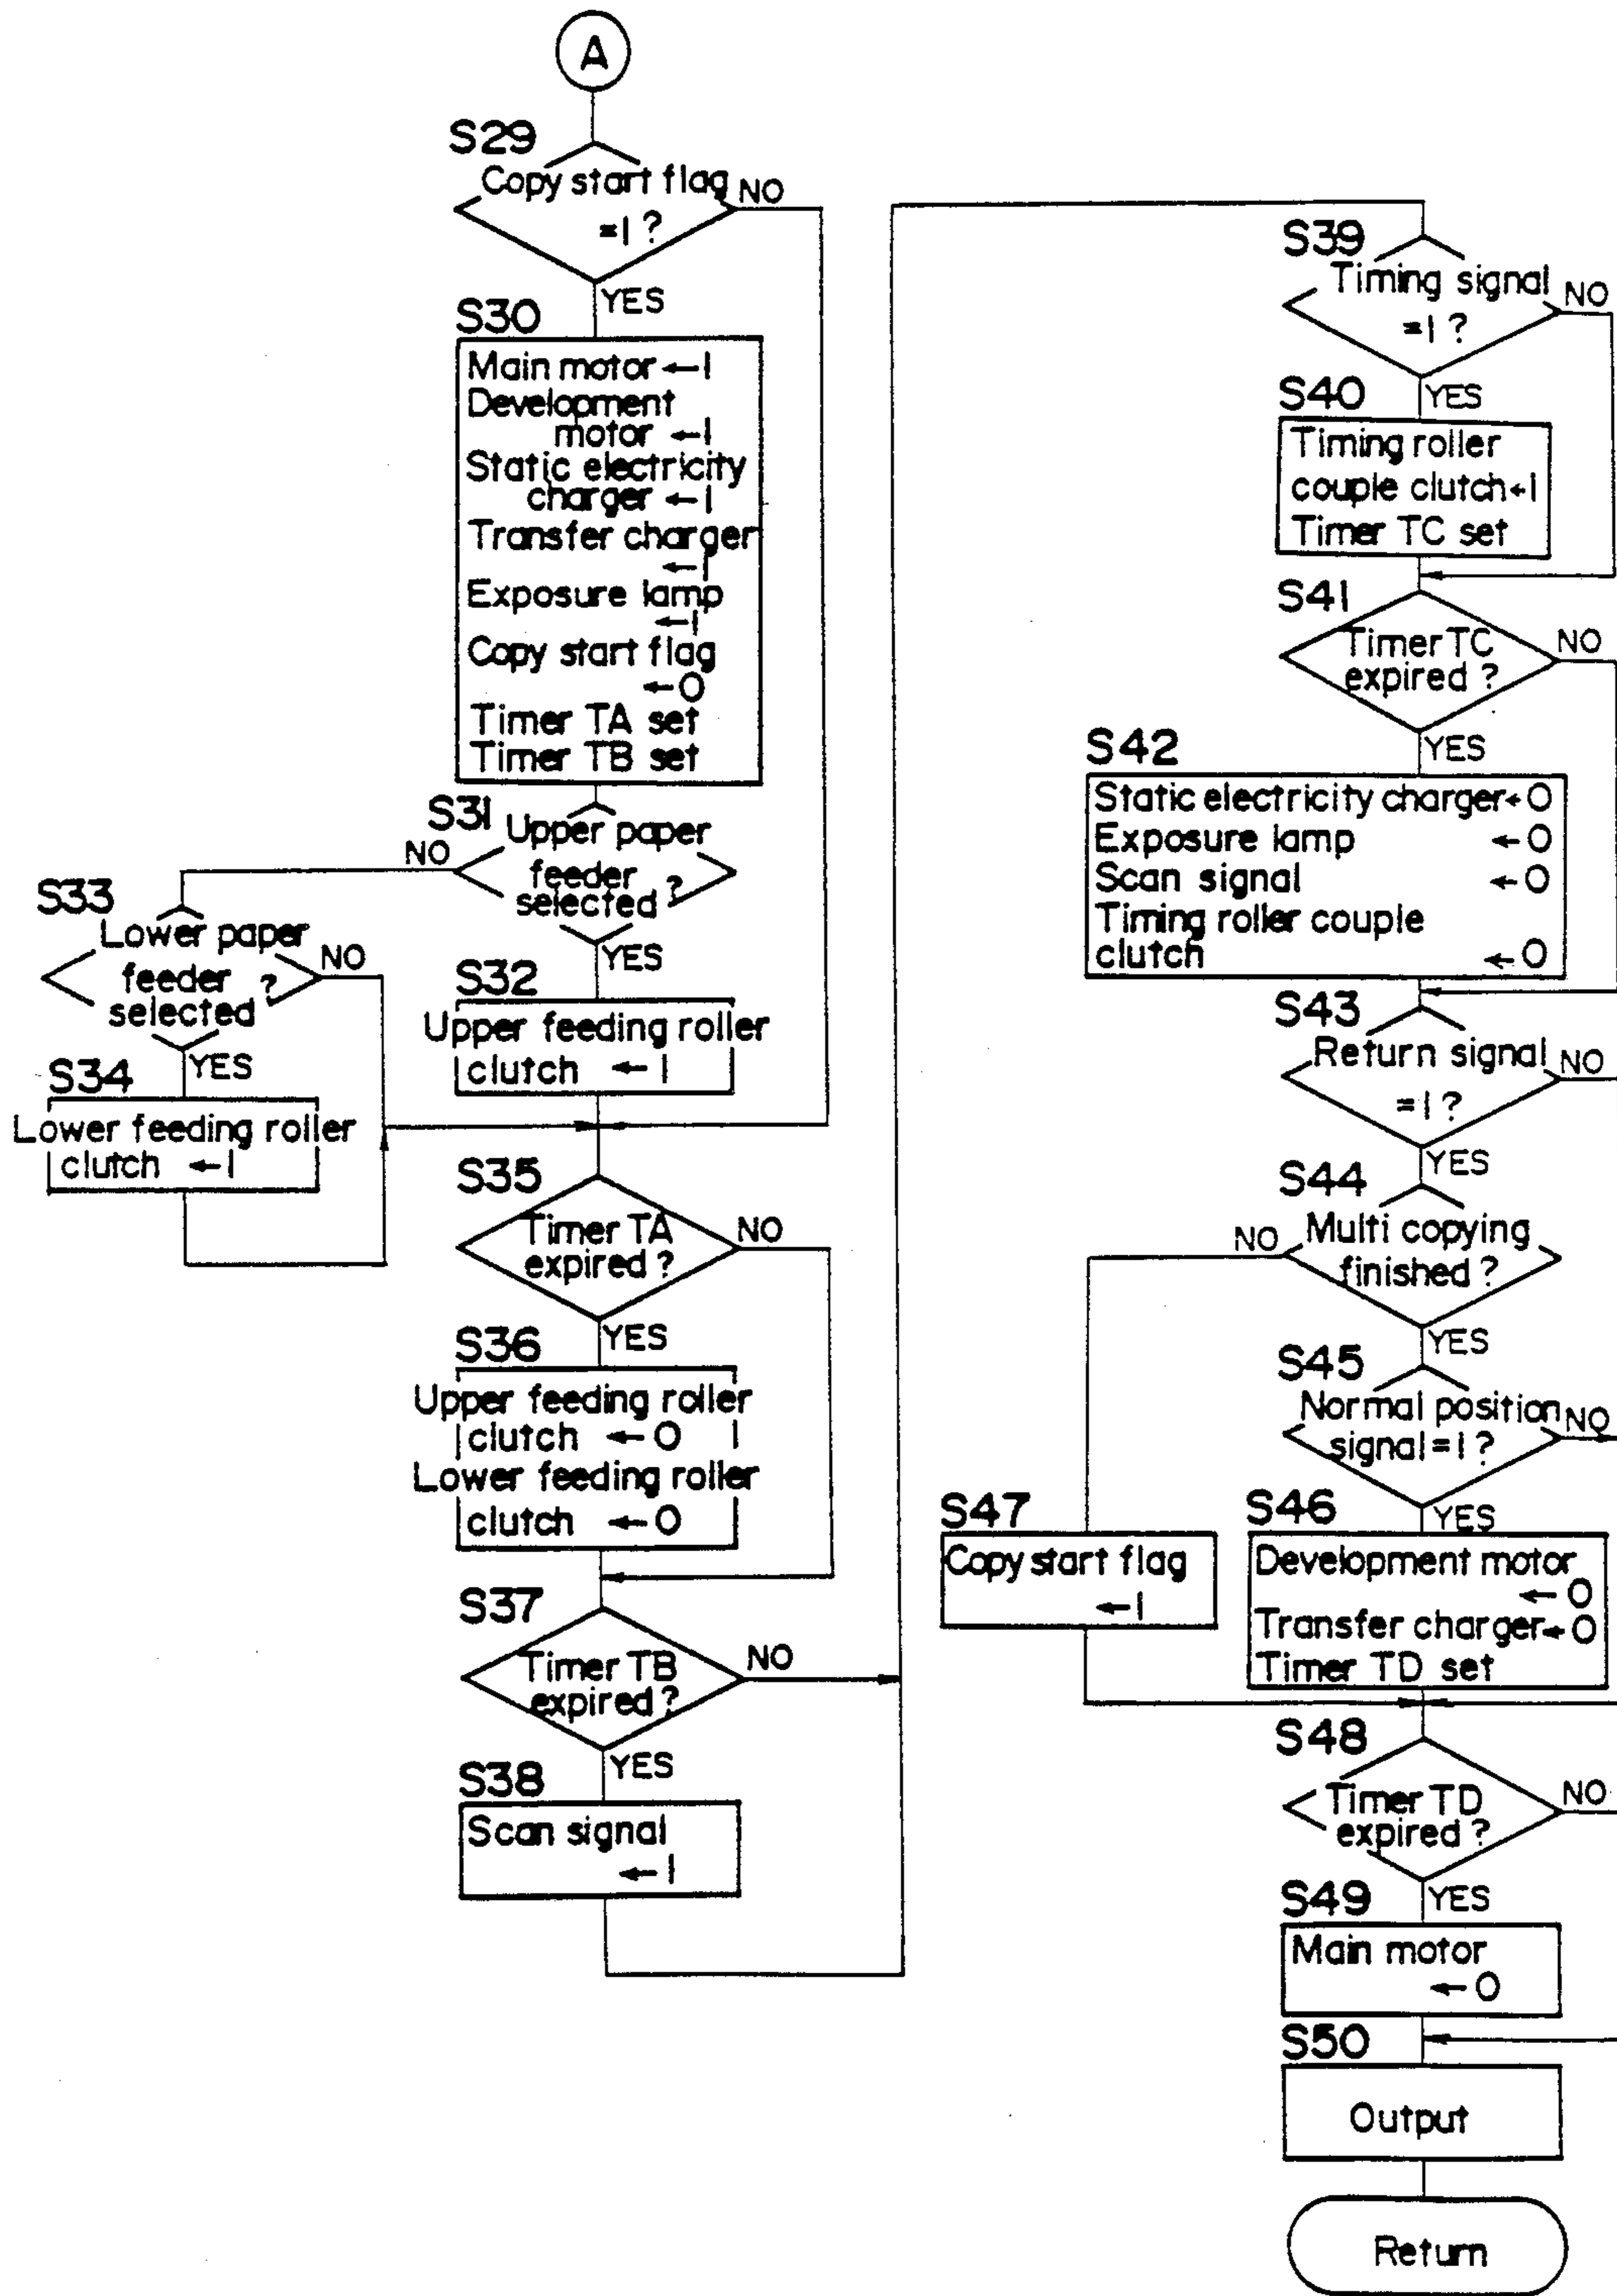 A
S29
Copy start flag
=1 ?
NO
YES
S30
Main motor ←1
Development
motor ←1
Static electricity
charger ←1
Transfer charger
←1
Exposure lamp
←1
Copy start flag
←0
Timer TA set
Timer TB set
S31
Upper paper
feeder
selected ?
NO
YES
S33
Lower paper
feeder
selected ?
NO
YES
S32
Upper feeding roller
clutch ←1
S34
Lower feeding roller
clutch ←1
S35
Timer TA
expired ?
NO
YES
S36
Upper feeding roller
clutch ←0
Lower feeding roller
clutch ←0
S37
Timer TB
expired ?
NO
YES
S38
Scan signal
←1
S39
Timing signal
=1 ?
NO
YES
S40
Timing roller
couple clutch←1
Timer TC set
S41
Timer TC
expired ?
NO
YES
S42
Static electricity charger←0
Exposure lamp ←0
Scan signal ←0
Timing roller couple
clutch ←0
S43
Return signal
=1 ?
NO
YES
S44
Multi copying
finished ?
NO
YES
S45
Normal position
signal=1 ?
NO
YES
S47
Copy start flag
←1
S46
Development motor
←0
Transfer charger←0
Timer TD set
S48
Timer TD
expired ?
NO
YES
S49
Main motor
←0
S50
Output
Return